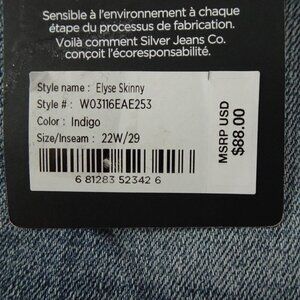 Sensible à l'environnement à chaque
étape du processus de fabrication.
Voilà comment Silver Jeans Co.
conçoit l'écoresponsabilité.
Style name : Elyse Skinny
Style # : W03116EAE253
Color : Indigo
Size/Inseam : 22W/29
6 81283 52342 6
MSRP USD
$88.00